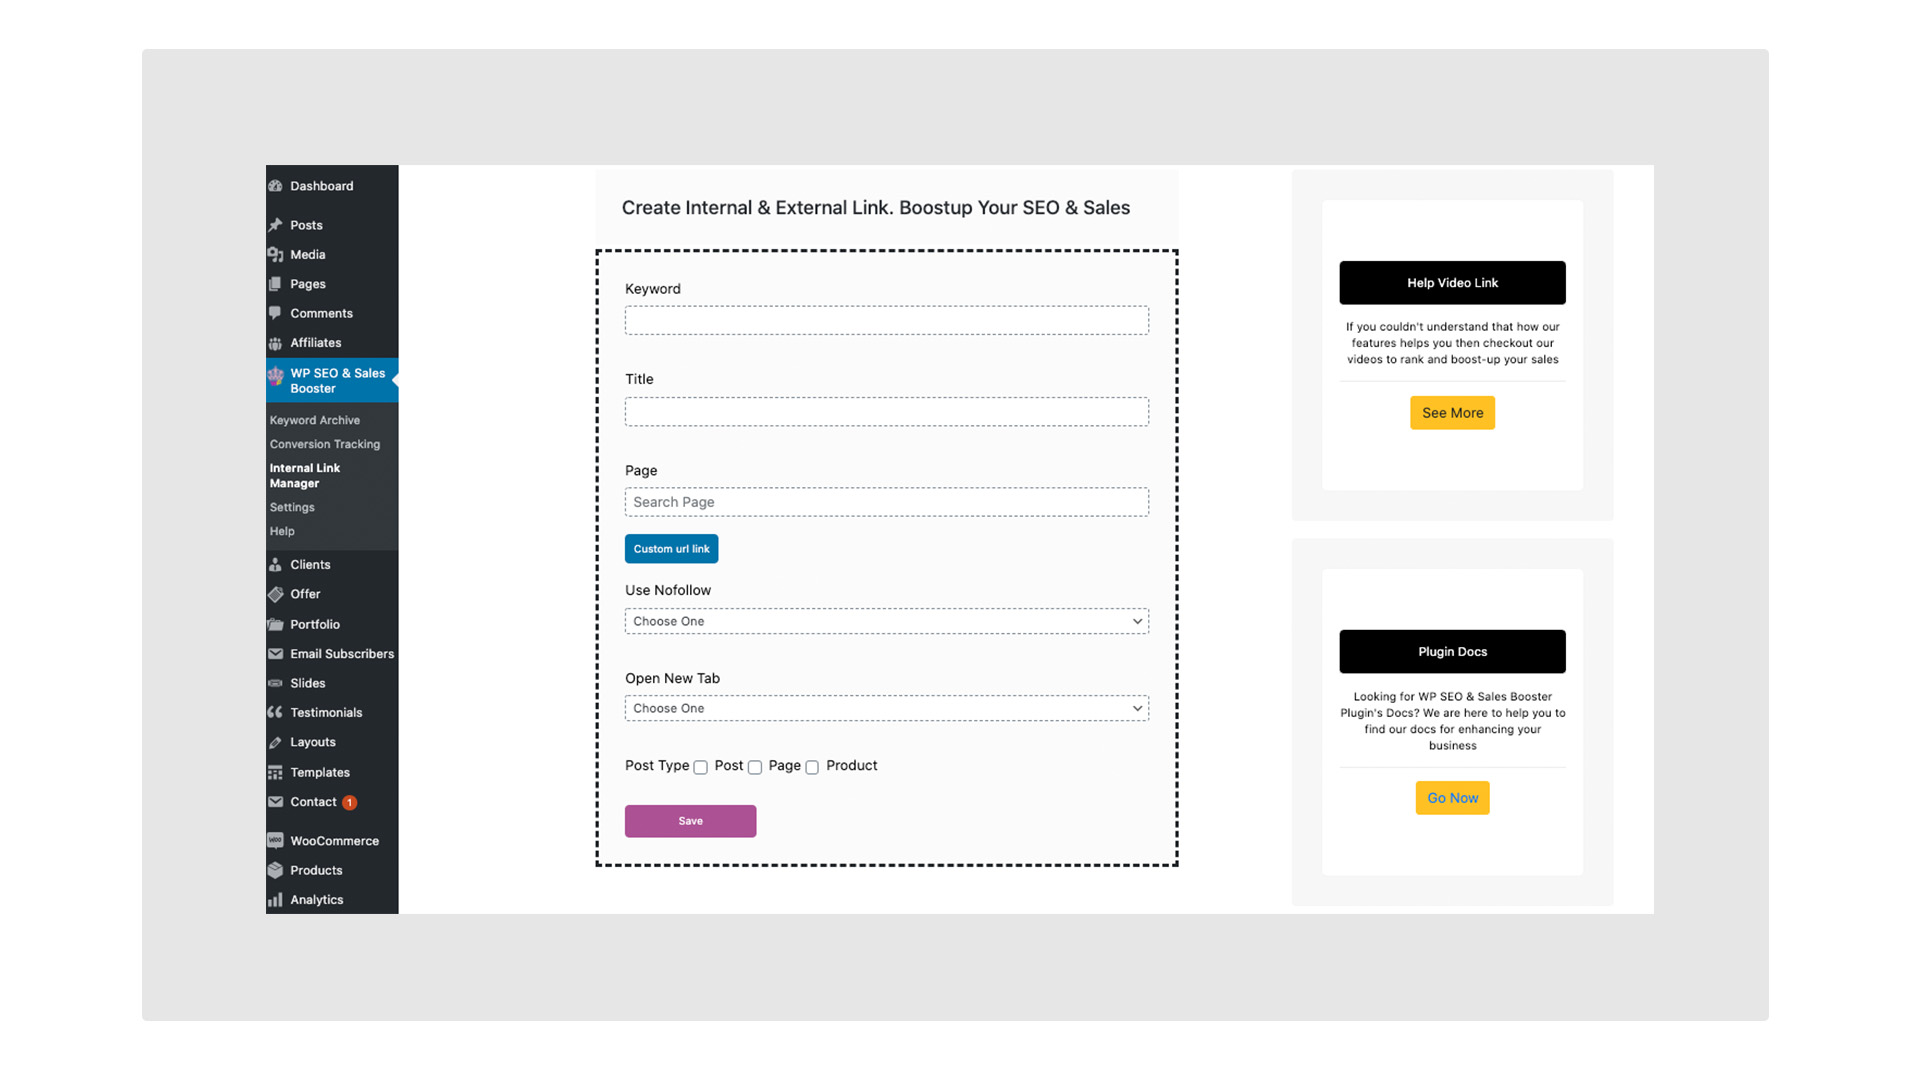 Dashboard
Posts
Media
Pages
Comments
Affiliates
WP SEO & Sales
Booster
Keyword Archive
Conversion Tracking
Internal Link
Manager
Settings
Help
Clients
Offer
Portfolio
Email Subscribers
Slides
Testimonials
Layouts
Templates
Contact 1
WooCommerce
Products
Analytics
Create Internal & External Link. Boostup Your SEO & Sales
Keyword
Title
Page
Search Page
Custom url link
Use Nofollow
Choose One
Open New Tab
Choose One
Post Type Post Page Product
Save
Help Video Link
If you couldn't understand that how our
features helps you then checkout our
videos to rank and boost-up your sales
See More
Plugin Docs
Looking for WP SEO & Sales Booster
Plugin's Docs? We are here to help you to
find our docs for enhancing your
business
Go Now